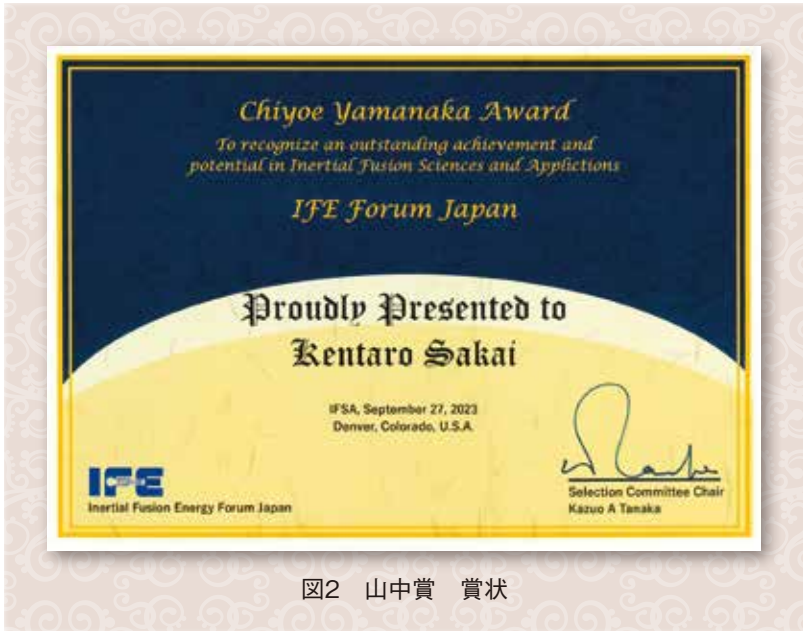 Chiyoe Yamanaka Award
To recognize an outstanding achievement and
potential in Inertial Fusion Sciences and Applictions
IFE Forum Japan
Proudly Presented to
Kentaro Sakai
IFSA, September 27, 2023
Denver, Colorado, U.S.A.
IFE
Inertial Fusion Energy Forum Japan
Selection Committee Chair
Kazuo A Tanaka
図2 山中賞 賞状